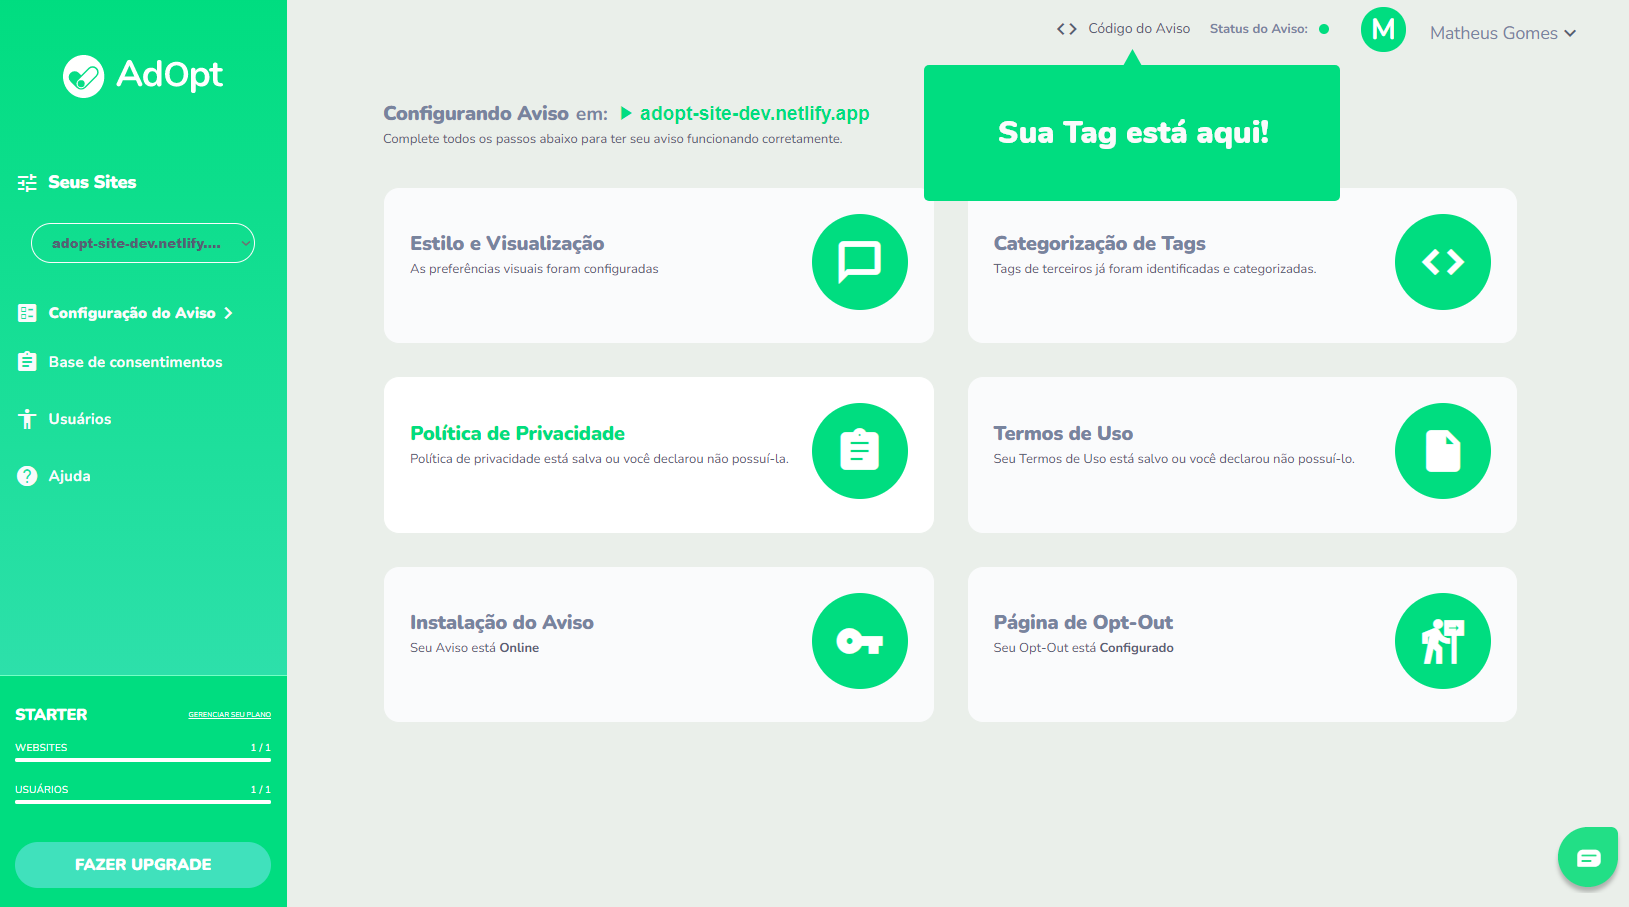 AdOpt
Seus Sites
adopt-site-dev.netlify....
Configuração do Aviso
Base de consentimentos
Usuários
Ajuda
STARTER
GERENCIAR SEU PLANO
WEBSITES
1 / 1
USUÁRIOS
1 / 1
FAZER UPGRADE
Código do Aviso
Status do Aviso:
M
Matheus Gomes
Sua Tag está aqui!
Configurando Aviso em: adopt-site-dev.netlify.app
Complete todos os passos abaixo para ter seu aviso funcionando corretamente.
Estilo e Visualização
As preferências visuais foram configuradas
Categorização de Tags
Tags de terceiros já foram identificadas e categorizadas.
Política de Privacidade
Política de privacidade está salva ou você declarou não possuí-la.
Termos de Uso
Seu Termos de Uso está salvo ou você declarou não possuí-lo.
Instalação do Aviso
Seu Aviso está Online
Página de Opt-Out
Seu Opt-Out está Configurado